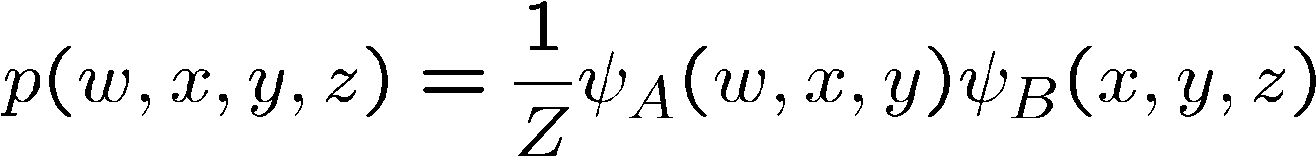 p(w, x, y, z) = \frac{1}{Z} \psi_A(w, x, y) \psi_B(x, y, z)